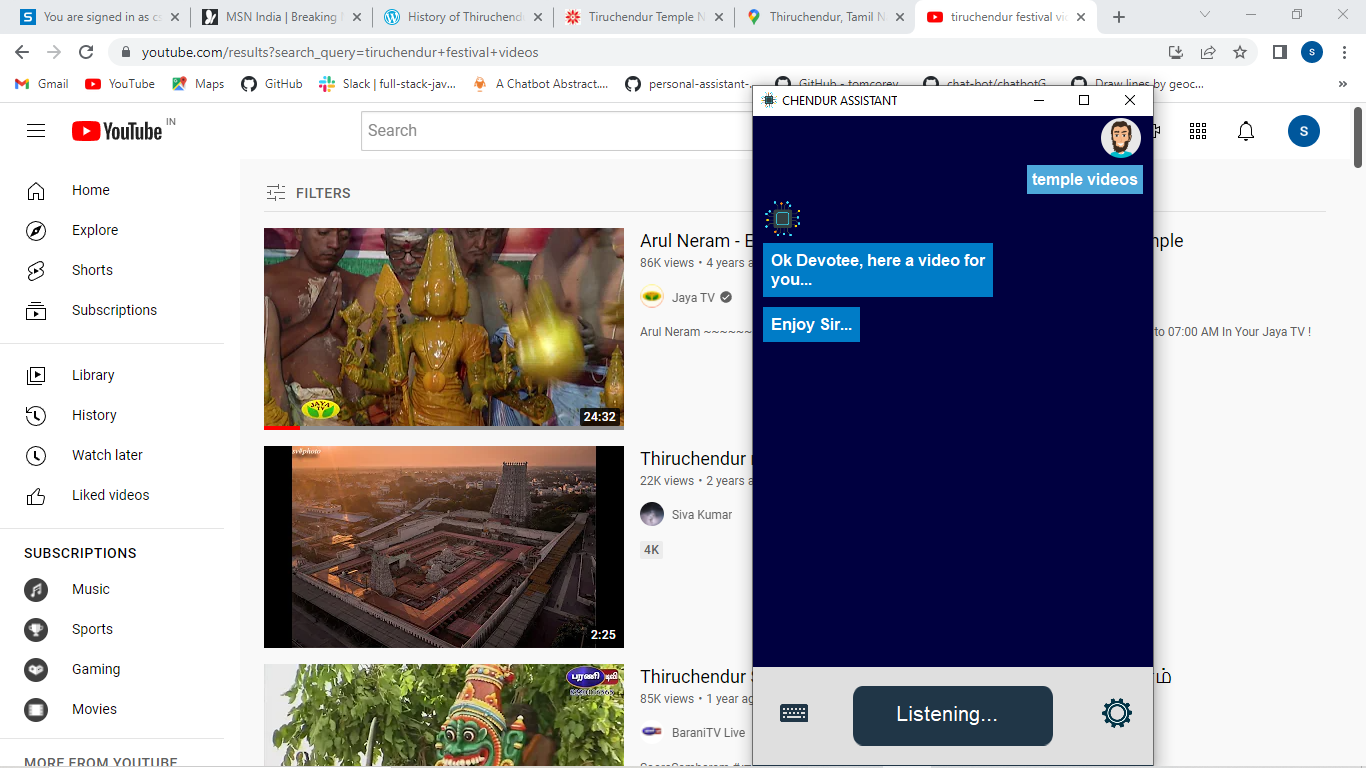 You are signed in as cs
MSN India | Breaking
History of Thiruchend
Tiruchendur Temple N
Thiruchendur, Tamil N
tiruchendur festival vi
youtube.com/results?search_query=tiruchendur+festival+videos
S
Gmail
YouTube
Maps
GitHub
Slack | full-stack-jav...
A Chatbot Abstract....
personal-assistant-...
GitHub - tomcorey
chat-bot/chatbotG
Draw lines by geoc...
»
YouTube IN
Search
S
CHENDUR ASSISTANT
temple videos
Ok Devotee, here a video for
you...
Enjoy Sir...
Listening...
Home
Explore
Shorts
Subscriptions
Library
History
Watch later
Liked videos
SUBSCRIPTIONS
Music
Sports
Gaming
Movies
MORE FROM YOUTUBE
FILTERS
JAYA TV
24:32
Arul Neram - E
mple
86K views • 4 years a
Jaya TV
Arul Neram ~~~~~~
to 07:00 AM In Your Jaya TV !
2:25
Thiruchendur
22K views • 2 years a
Siva Kumar
4K
பரணி டிவி
Thiruchendur
85K views • 1 year ag
BaraniTV Live